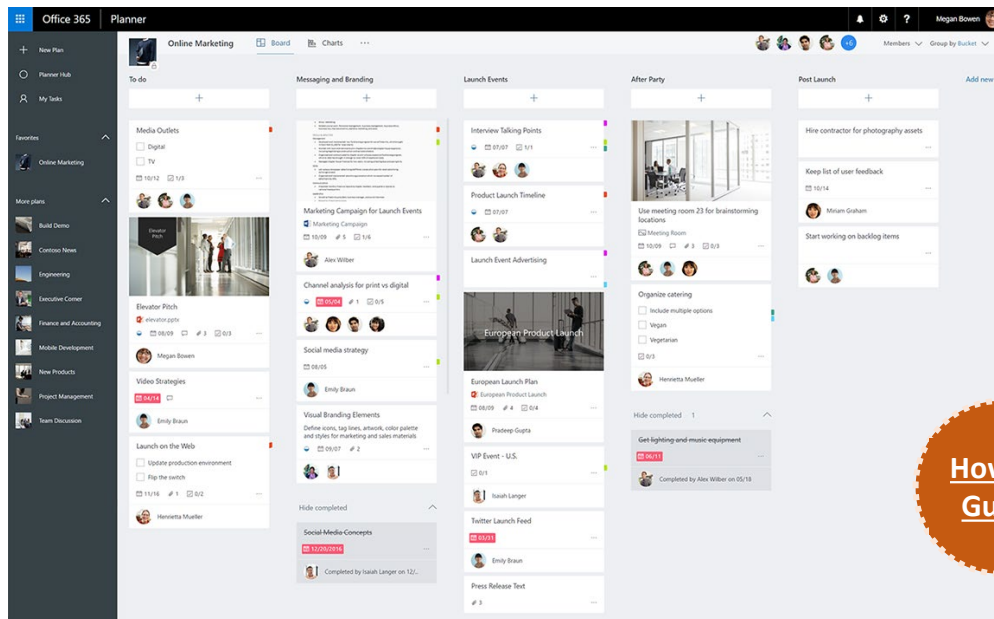 Office 365 Planner
? Megan Bowen
New Plan
Planner Hub
My Tasks
Favorites
Online Marketing
More plans
Build Demo
Contoso News
Engineering
Executive Corner
Finance and Accounting
Mobile Development
New Products
Project Management
Team Discussion
Online Marketing Board Charts ...
+6 Members Group by Bucket
To do
+
Media Outlets
Digital
TV
10/12 1/3 ...
Elevator
Pitch
Elevator Pitch
elevator.pptx
08/09 3 0/3 ...
Megan Bowen
Video Strategies
04/14 ...
Emily Braun
Launch on the Web
Update production environment
Flip the switch
11/16 1 0/2 ...
Henrietta Mueller
Messaging and Branding
+
Marketing Campaign for Launch Events
Marketing Campaign
10/09 5 1/6 ...
Alex Wilber
Channel analysis for print vs digital
05/04 1 0/5 ...
Social media strategy
08/05 ...
Emily Braun
Visual Branding Elements
Define icons, tag lines, artwork, color palette
and styles for marketing and sales materials
09/07 2 ...
Hide completed
Social Media Concepts
12/20/2016 ...
Completed by Isaiah Langer on 12/...
Launch Events
+
Interview Talking Points
07/07 1/1 ...
Product Launch Timeline
07/07 ...
Launch Event Advertising
...
European Product Launch
European Launch Plan
European Product Launch
08/09 4 0/4 ...
Pradeep Gupta
VIP Event - U.S.
0/1 ...
Isaiah Langer
Twitter Launch Feed
03/31 ...
Emily Braun
Press Release Text
3 ...
After Party
+
Use meeting room 23 for brainstorming
locations
Meeting Room
10/09 3 0/3 ...
Organize catering
Include multiple options
Vegan
Vegetarian
0/3 ...
Henrietta Mueller
Hide completed 1
Get lighting and music equipment
06/11 ...
Completed by Alex Wilber on 05/18
Post Launch
+
Hire contractor for photography assets
...
Keep list of user feedback
10/14 ...
Miriam Graham
Start working on backlog items
...
Add new
How
Gu